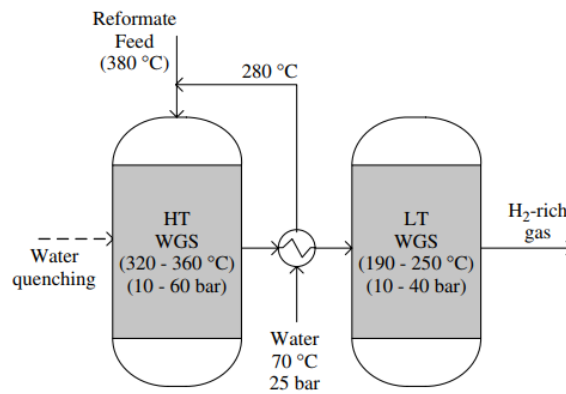 Reformate
Feed
(380 °C)
280 °C
HT
WGS
(320 - 360 °C)
(10 - 60 bar)
LT
WGS
(190 - 250 °C)
(10 - 40 bar)
H₂-rich
gas
Water
quenching
Water
70 °C
25 bar